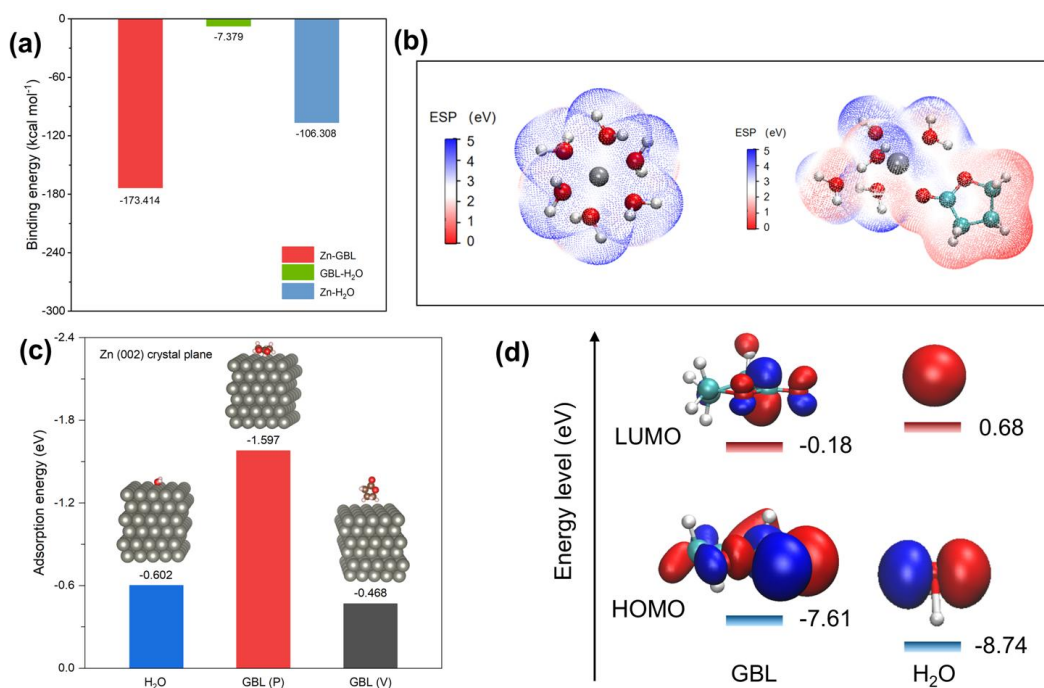 (a)
Binding energy (kcal mol⁻¹)
0
-60
-120
-180
-240
-300
-173.414
-7.379
-106.308
Zn-GBL
GBL-H₂O
Zn-H₂O
(b)
ESP (eV)
5
4
3
2
1
0
ESP (eV)
5
4
3
2
1
0
(c)
Zn (002) crystal plane
Adsorption energy (eV)
-2.4
-1.8
-1.2
-0.6
0.0
-0.602
-1.597
-0.468
H₂O
GBL (P)
GBL (V)
(d)
Energy level (eV)
LUMO
-0.18
0.68
HOMO
-7.61
-8.74
GBL
H₂O